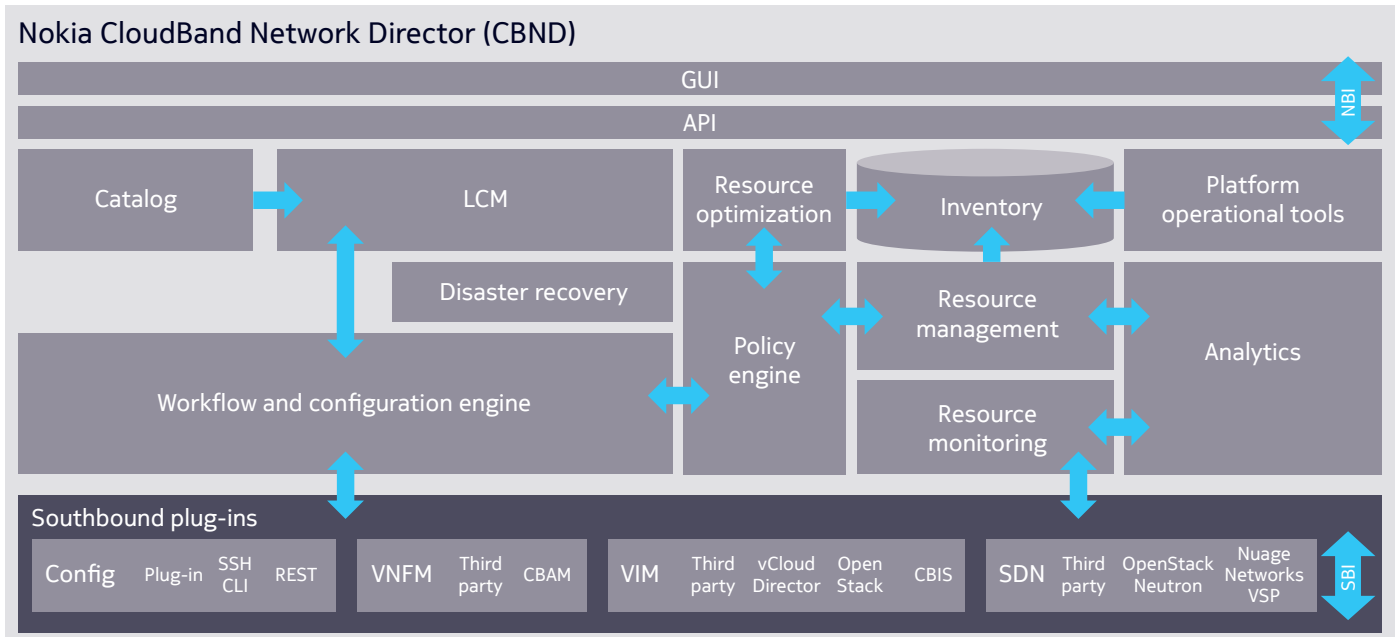 Nokia CloudBand Network Director (CBND)
GUI
NBI
API
Catalog
LCM
Resource
optimization
Inventory
Platform
operational tools
Disaster recovery
Policy
engine
Resource
management
Analytics
Workflow and configuration engine
Resource
monitoring
Southbound plug-ins
Config
Plug-in
SSH
CLI
REST
VNFM
Third
party
CBAM
VIM
Third
party
vCloud
Director
Open
Stack
CBIS
SDN
Third
party
OpenStack
Neutron
Nuage
Networks
VSP
SBI